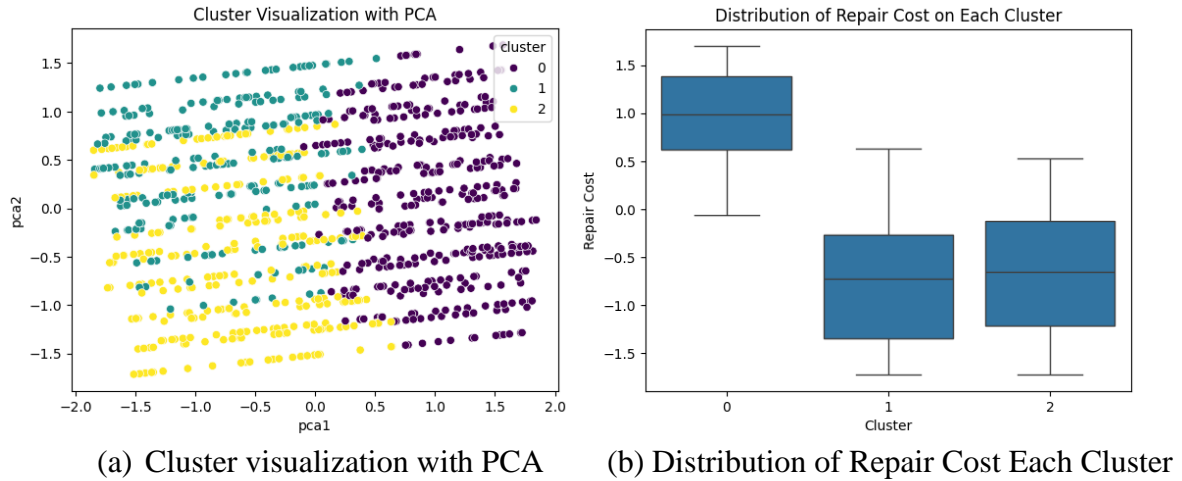 Cluster Visualization with PCA
cluster
0
1
2
1.5
1.0
0.5
0.0
−0.5
−1.0
−1.5
pca2
−2.0 −1.5 −1.0 −0.5 0.0 0.5 1.0 1.5 2.0
pca1
Distribution of Repair Cost on Each Cluster
1.5
1.0
0.5
0.0
−0.5
−1.0
−1.5
Repair Cost
0 1 2
Cluster
(a) Cluster visualization with PCA
(b) Distribution of Repair Cost Each Cluster